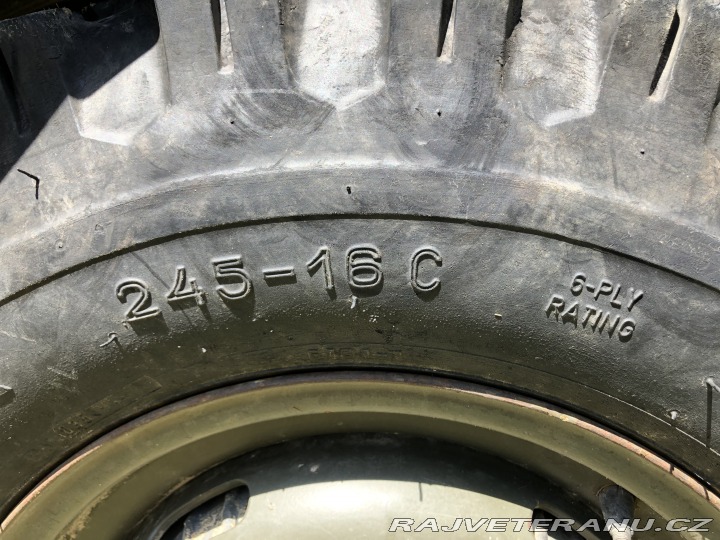 245-16 C
6-PLY
RATING
RAJVETERANU.CZ